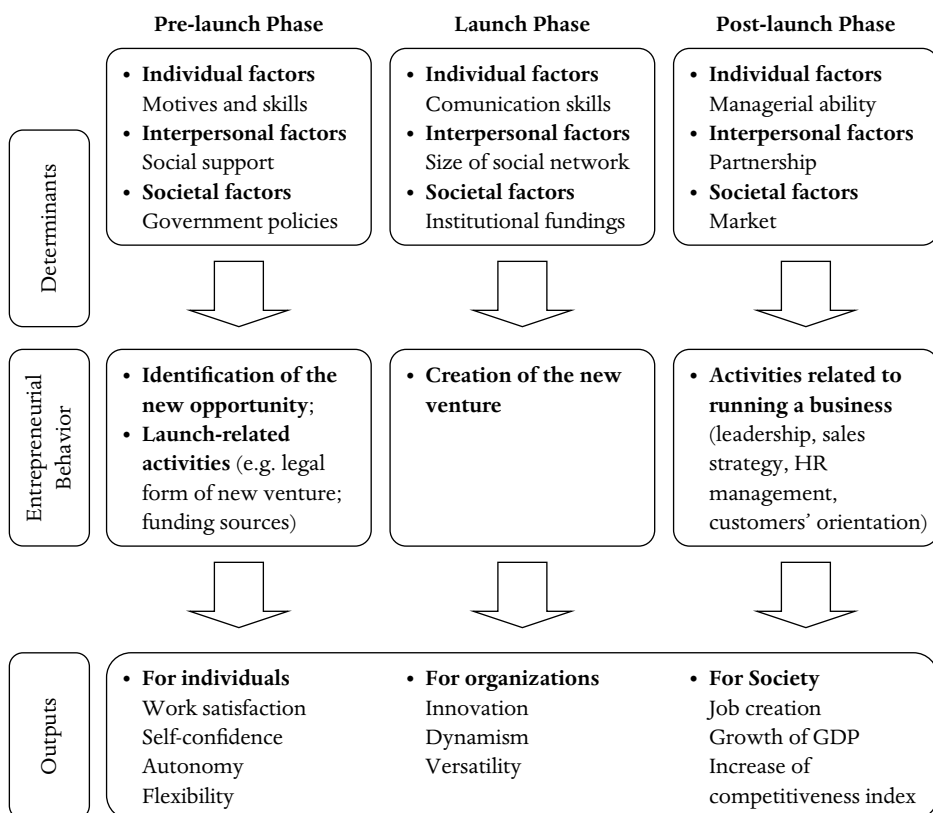 Pre-launch Phase
Launch Phase
Post-launch Phase
Determinants
• Individual factors
Motives and skills
• Interpersonal factors
Social support
• Societal factors
Government policies
• Individual factors
Comunication skills
• Interpersonal factors
Size of social network
• Societal factors
Institutional fundings
• Individual factors
Managerial ability
• Interpersonal factors
Partnership
• Societal factors
Market
Entrepreneurial
Behavior
• Identification of the
new opportunity;
• Launch-related
activities (e.g. legal
form of new venture;
funding sources)
• Creation of the new
venture
• Activities related to
running a business
(leadership, sales
strategy, HR
management,
customers’ orientation)
Outputs
• For individuals
Work satisfaction
Self-confidence
Autonomy
Flexibility
• For organizations
Innovation
Dynamism
Versatility
• For Society
Job creation
Growth of GDP
Increase of
competitiveness index